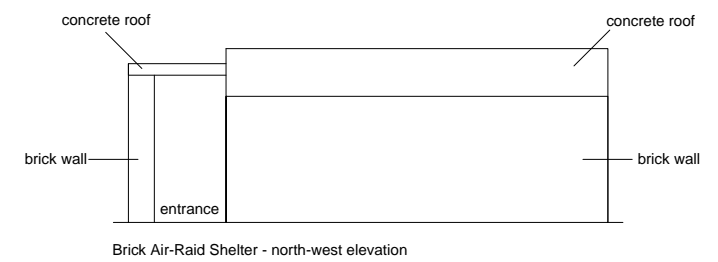 concrete roof
concrete roof
brick wall
brick wall
entrance
Brick Air-Raid Shelter - north-west elevation